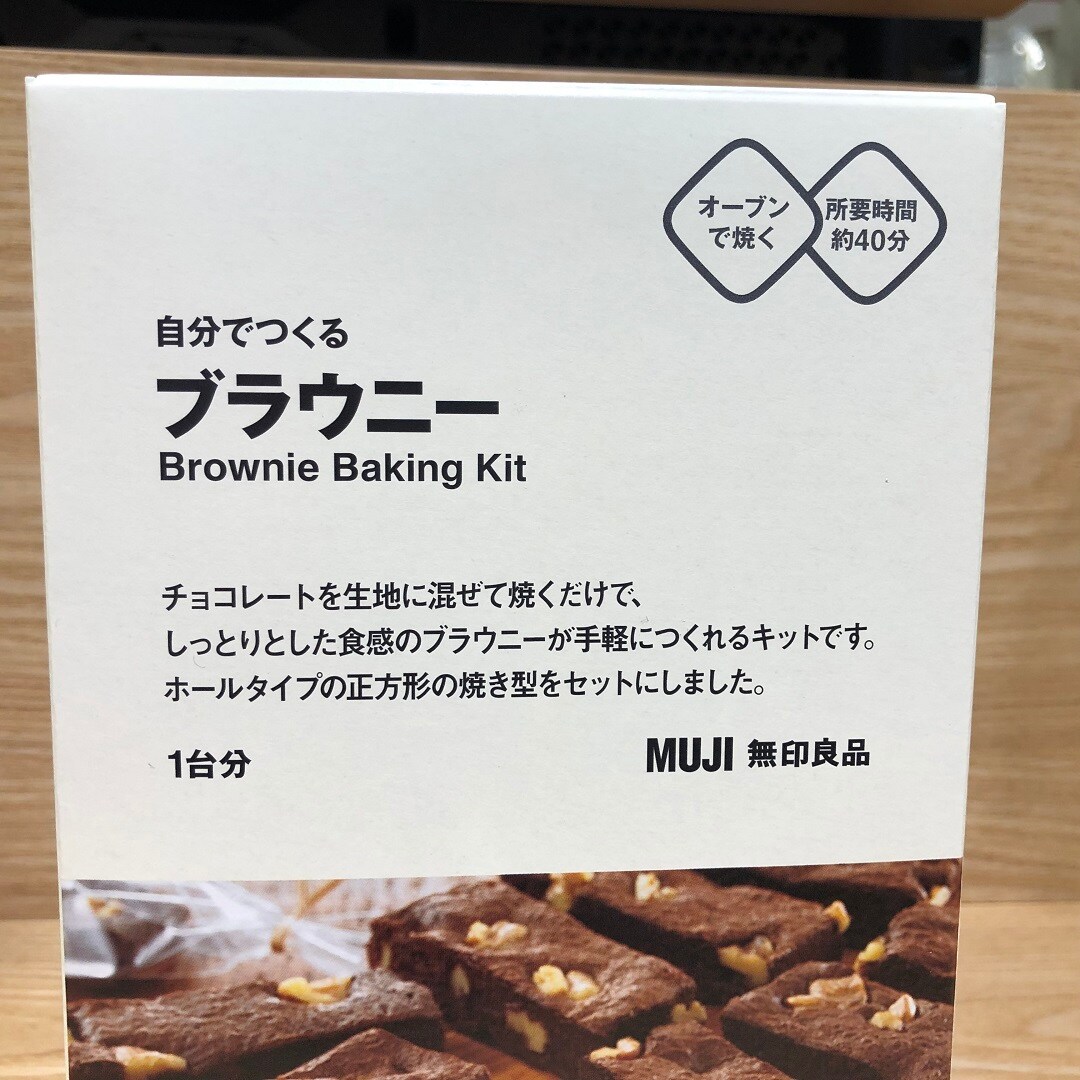 オーブン
で焼く
所要時間
約40分
自分でつくる
ブラウニー
Brownie Baking Kit
チョコレートを生地に混ぜて焼くだけで、
しっとりとした食感のブラウニーが手軽につくれるキットです。
ホールタイプの正方形の焼き型をセットにしました。
1台分
MUJI 無印良品